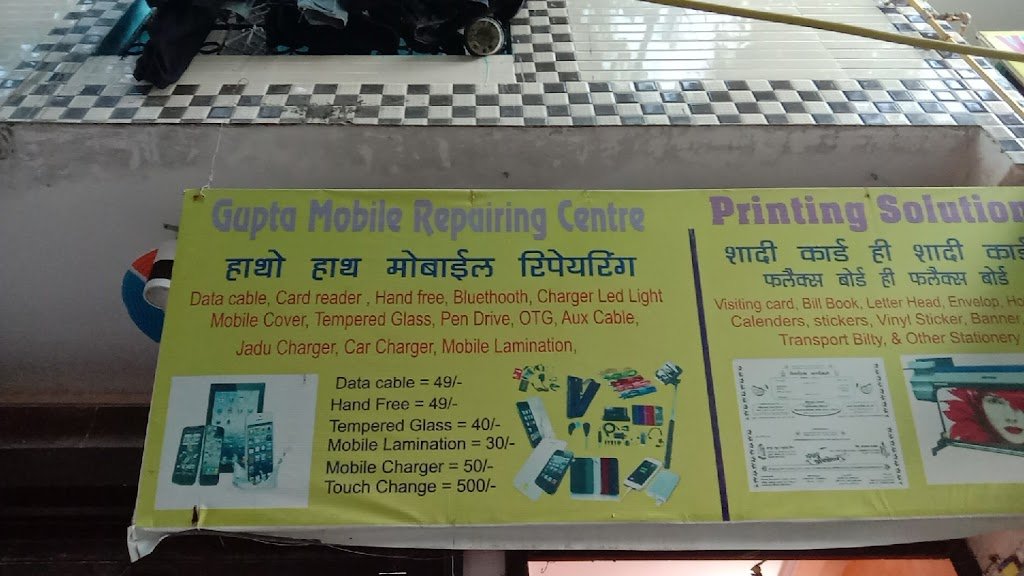 Gupta Mobile Repairing Centre
हाथो हाथ मोबाईल रिपेयरिंग
Data cable, Card reader , Hand free, Bluethooth, Charger Led Light
Mobile Cover, Tempered Glass, Pen Drive, OTG, Aux Cable,
Jadu Charger, Car Charger, Mobile Lamination,
Data cable = 49/-
Hand Free = 49/-
Tempered Glass = 40/-
Mobile Lamination = 30/-
Mobile Charger = 50/-
Touch Change = 500/-
Printing Solution
शादी कार्ड ही शादी कार्ड
फलैक्स बोर्ड ही फलैक्स बोर्ड
Visiting card, Bill Book, Letter Head, Envelop,
Calenders, stickers, Vinyl Sticker, Banner
Transport Bilty, & Other Stationery